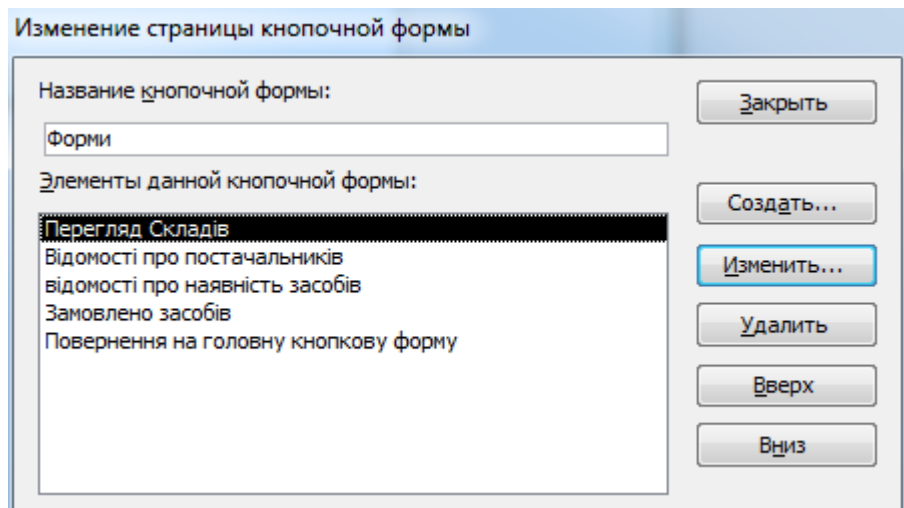 Изменение страницы кнопочной формы
Название кнопочной формы:
Закрыть
Форми
Элементы данной кнопочной формы:
Создать...
Перегляд Складів
Відомості про постачальників
відомості про наявність засобів
Замовлено засобів
Повернення на головну кнопкову форму
Изменить...
Удалить
Вверх
Вниз